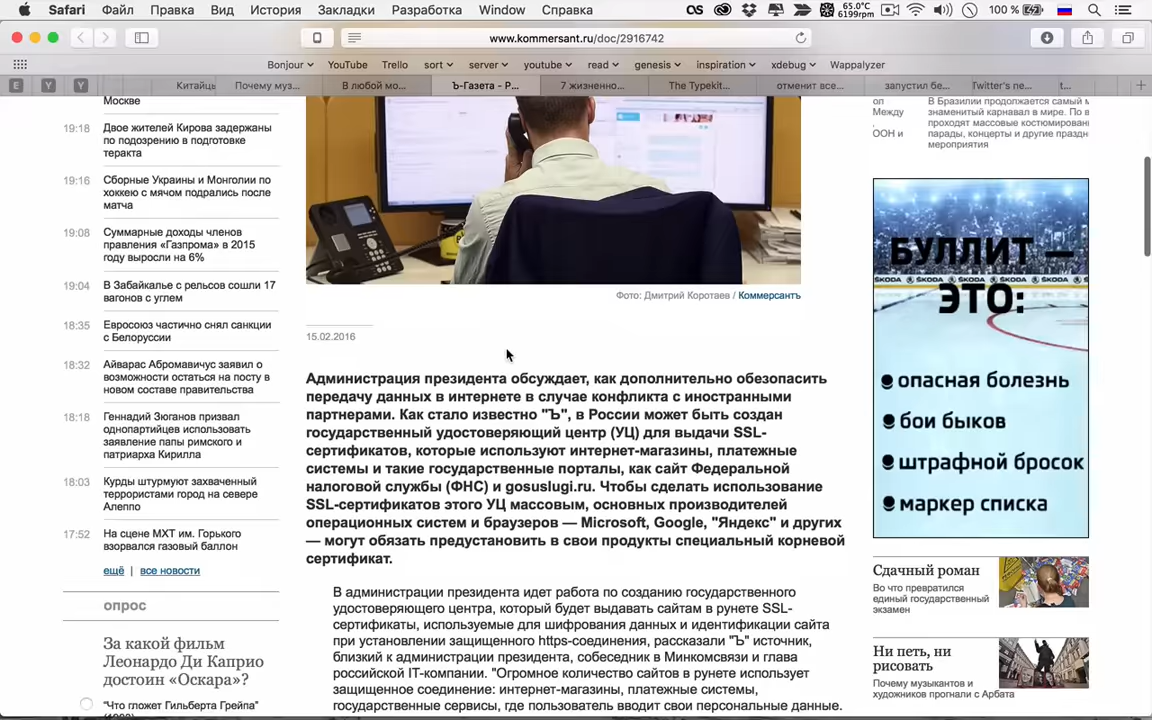 Safari Файл Правка Вид История Закладки Разработка Window Справка
65.0°C
6199rpm
100 %
www.kommersant.ru/doc/2916742
Bonjour YouTube Trello sort server youtube read genesis inspiration xdebug Wappalyzer
E Y Y Китайць Почему муз... В любой мо... Ъ-Газета - Р... 7 жизненно... The Typekit... отменит все... запустил бе... Twitter's ne... t...
Москве
19:18 Двое жителей Кирова задержаны
по подозрению в подготовке
теракта
19:16 Сборные Украины и Монголии по
хоккею с мячом подрались после
матча
19:08 Суммарные доходы членов
правления «Газпрома» в 2015
году выросли на 6%
19:04 В Забайкалье с рельсов сошли 17
вагонов с углем
18:35 Евросоюз частично снял санкции
с Белоруссии
18:32 Айварас Абромавичус заявил о
возможности остаться на посту в
новом составе правительства
18:18 Геннадий Зюганов призвал
однопартийцев использовать
заявление папы римского и
патриарха Кирилла
18:03 Курды штурмуют захваченный
террористами город на севере
Алеппо
17:52 На сцене МХТ им. Горького
взорвался газовый баллон
ещё | все новости
опрос
За какой фильм
Леонардо Ди Каприо
достоин «Оскара»?
"Что гложет Гильберта Грейпа"
Фото: Дмитрий Коротаев / Коммерсантъ
15.02.2016
Администрация президента обсуждает, как дополнительно обезопасить
передачу данных в интернете в случае конфликта с иностранными
партнерами. Как стало известно "Ъ", в России может быть создан
государственный удостоверяющий центр (УЦ) для выдачи SSL-
сертификатов, которые используют интернет-магазины, платежные
системы и такие государственные порталы, как сайт Федеральной
налоговой службы (ФНС) и gosuslugi.ru. Чтобы сделать использование
SSL-сертификатов этого УЦ массовым, основных производителей
операционных систем и браузеров — Microsoft, Google, "Яндекс" и других
— могут обязать предустановить в свои продукты специальный корневой
сертификат.
В администрации президента идет работа по созданию государственного
удостоверяющего центра, который будет выдавать сайтам в рунете SSL-
сертификаты, используемые для шифрования данных и идентификации сайта
при установлении защищенного https-соединения, рассказали "Ъ" источник,
близкий к администрации президента, собеседник в Минкомсвязи и глава
российской IT-компании. "Огромное количество сайтов в рунете использует
защищенное соединение: интернет-магазины, платежные системы,
государственные сервисы, где пользователь вводит свои персональные данные.
ол
Между
,
ООН и
В Бразилии продолжается самый
знаменитый карнавал в мире. По
проходят массовые костюмирован
парады, концерты и другие праздн
мероприятия
БУЛЛИТ —
ŠKODA ŠKODA ŠKODA ŠKODA
ЭТО:
опасная болезнь
бои быков
штрафной бросок
маркер списка
Сдачный роман
Во что превратился
единый государственный
экзамен
Ни петь, ни
рисовать
Почему музыкантов и
художников прогнали с Арбата